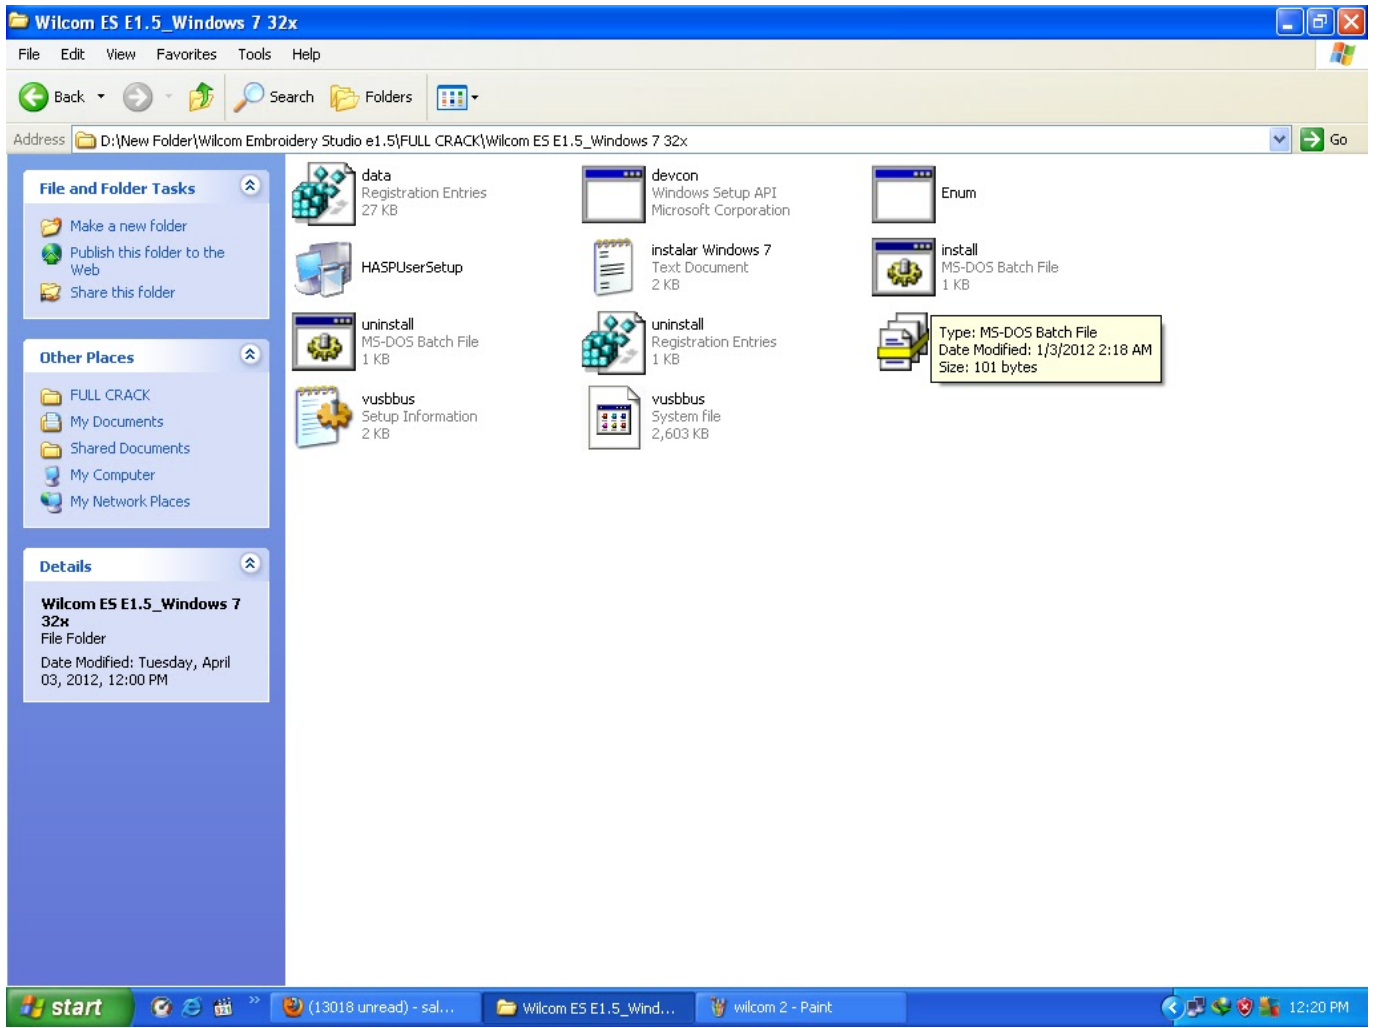 Wilcom ES E1.5_Windows 7 32x
File Edit View Favorites Tools Help
Back Search Folders
Address D:\New Folder\Wilcom Embroidery Studio e1.5\FULL CRACK\Wilcom ES E1.5_Windows 7 32x Go
File and Folder Tasks
Make a new folder
Publish this folder to the
Web
Share this folder
Other Places
FULL CRACK
My Documents
Shared Documents
My Computer
My Network Places
Details
Wilcom ES E1.5_Windows 7
32x
File Folder
Date Modified: Tuesday, April
03, 2012, 12:00 PM
data
Registration Entries
27 KB
devcon
Windows Setup API
Microsoft Corporation
Enum
HASPUserSetup
instalar Windows 7
Text Document
2 KB
install
MS-DOS Batch File
1 KB
uninstall
MS-DOS Batch File
1 KB
uninstall
Registration Entries
1 KB
Type: MS-DOS Batch File
Date Modified: 1/3/2012 2:18 AM
Size: 101 bytes
vusbbus
Setup Information
2 KB
vusbbus
System file
2,603 KB
start (13018 unread) - sal... Wilcom ES E1.5_Wind... wilcom 2 - Paint 12:20 PM